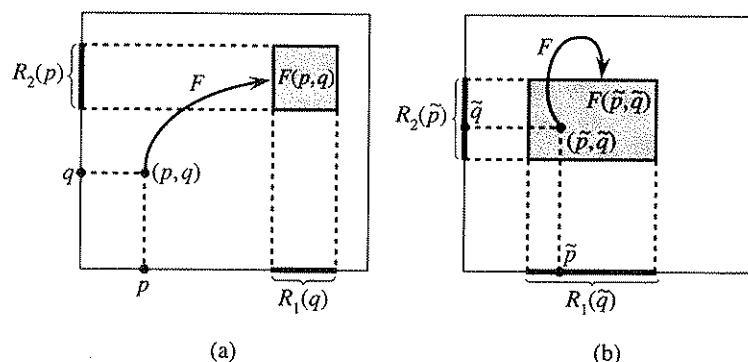 R₂(p)
F
F(p,q)
q
(p,q)
p
R₁(q)
(a)
F
F(p̃,q̃)
R₂(p̃)
q̃
(p̃,q̃)
p̃
R₁(q̃)
(b)